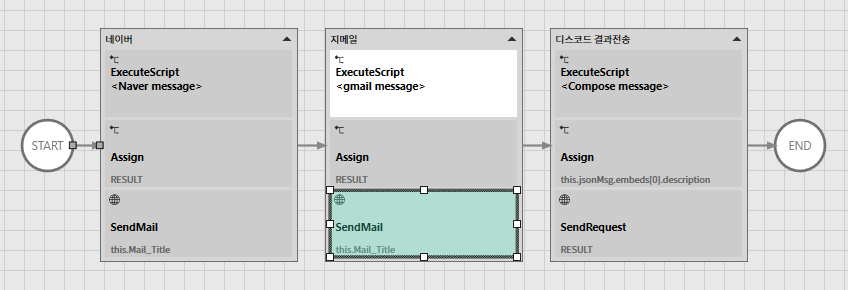 네이버
지메일
디스코드 결과전송
ExecuteScript
<Naver message>
ExecuteScript
<gmail message>
ExecuteScript
<Compose message>
START
END
Assign
RESULT
Assign
RESULT
Assign
this.jsonMsg.embeds[0].description
SendMail
this.Mail_Title
SendMail
this.Mail_Title
SendRequest
RESULT